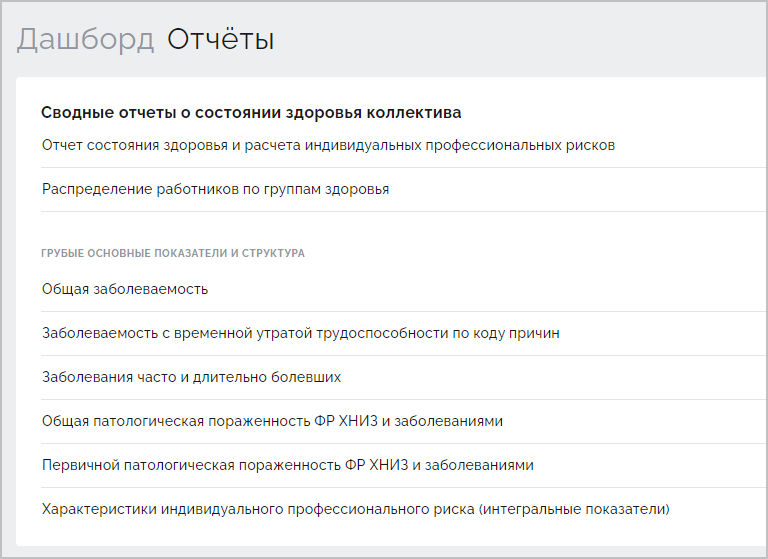 Дашборд Отчёты
Сводные отчеты о состоянии здоровья коллектива
Отчет состояния здоровья и расчета индивидуальных профессиональных рисков
Распределение работников по группам здоровья
ГРУБЫЕ ОСНОВНЫЕ ПОКАЗАТЕЛИ И СТРУКТУРА
Общая заболеваемость
Заболеваемость с временной утратой трудоспособности по коду причин
Заболевания часто и длительно болевших
Общая патологическая пораженность ФР ХНИЗ и заболеваниями
Первичной патологическая пораженность ФР ХНИЗ и заболеваниями
Характеристики индивидуального профессионального риска (интегральные показатели)